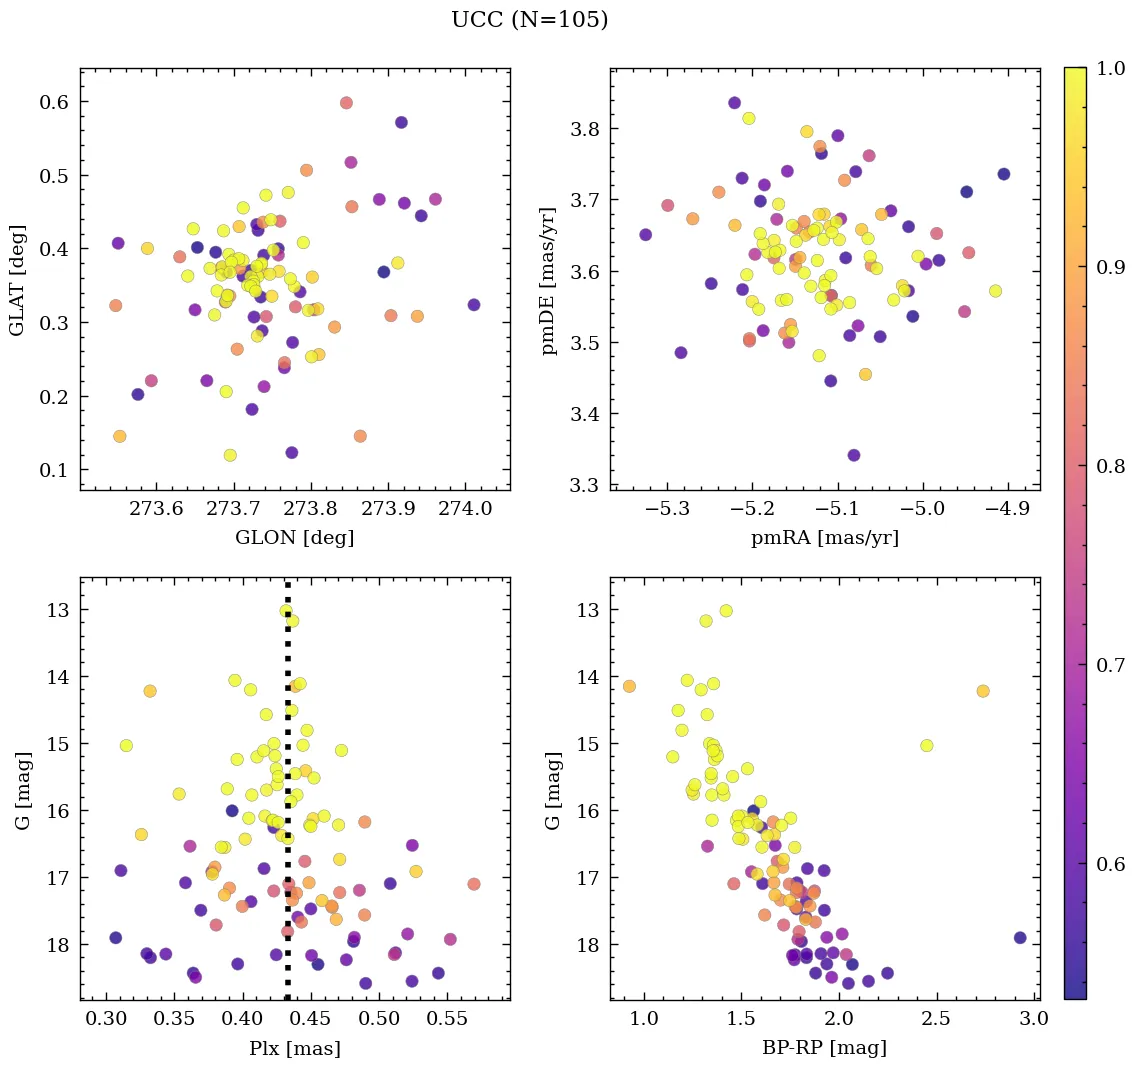 UCC (N=105)
0.6
0.5
0.4
0.3
0.2
0.1
GLAT [deg]
273.6 273.7 273.8 273.9 274.0
GLON [deg]
3.8
3.7
3.6
3.5
3.4
3.3
pmDE [mas/yr]
−5.3 −5.2 −5.1 −5.0 −4.9
pmRA [mas/yr]
13
14
15
16
17
18
G [mag]
0.30 0.35 0.40 0.45 0.50 0.55
Plx [mas]
13
14
15
16
17
18
G [mag]
1.0 1.5 2.0 2.5 3.0
BP-RP [mag]
1.0
0.9
0.8
0.7
0.6